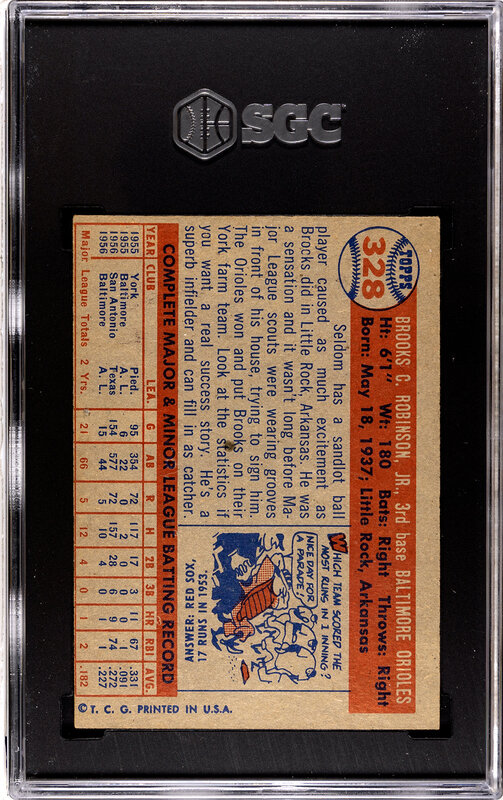 SGC
TOPPS
328
BROOKS C. ROBINSON, JR., 3rd base BALTIMORE ORIOLES
Ht: 6'1" Wt: 180 Bats: Right Throws: Right
Born: May 18, 1937; Little Rock, Arkansas
Seldom has a sandlot ball
player caused as much excitement as
Brocks did in Little Rock, Arkansas. He was
a sensation and it wasn't long before Ma-
jor League scouts were wearing grooves
in front of his house, trying to sign him.
The Orioles won and put Brooks on their
York farm team. Look at the statistics if
you want a real success story. He's a
superb infielder and can fill in as catcher.
WHICH TEAM SCORED THE
MOST RUNS IN 1 INNING?
NICE DAY FOR
A PARADE!
ANSWER: RED SOX.
17 RUNS IN 1953.
COMPLETE MAJOR & MINOR LEAGUE BATTING RECORD
YEAR CLUB LEA. G AB R H 2B 3B HR RBI AVG.
1955 York Pied. 95 354 72 117 17 3 11 67 .331
1955 Baltimore A. L. 6 22 0 2 0 0 0 1 .091
1956 San Antonio Texas 154 577 72 157 28 6 9 74 .272
1956 Baltimore A. L. 15 44 5 10 4 0 1 1 .227
Major League Totals 2 Yrs. 21 66 5 12 4 0 1 2 .182
© T. C. G. PRINTED IN U.S.A.